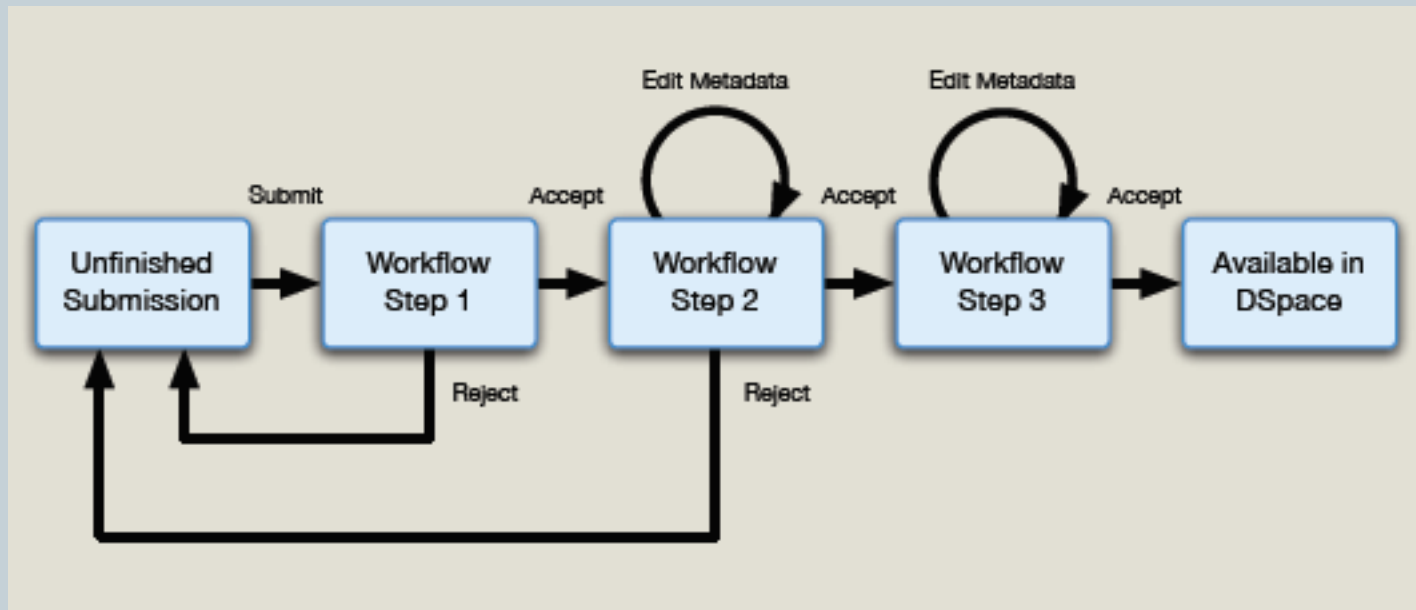 Edit Metadata
Edit Metadata
Submit
Accept
Accept
Accept
Unfinished
Submission
Workflow
Step 1
Workflow
Step 2
Workflow
Step 3
Available in
DSpace
Reject
Reject